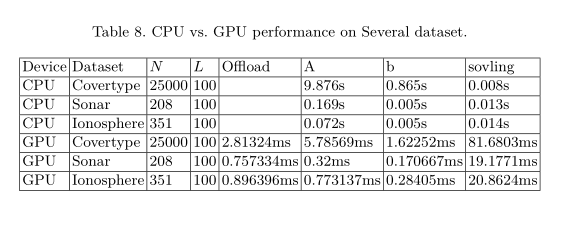 Table 8. CPU vs. GPU performance on Several dataset.
Device Dataset N L Offload A b sovling
CPU Covertype 25000 100 9.876s 0.865s 0.008s
CPU Sonar 208 100 0.169s 0.005s 0.013s
CPU Ionosphere 351 100 0.072s 0.005s 0.014s
GPU Covertype 25000 100 2.81324ms 5.78569ms 1.62252ms 81.6803ms
GPU Sonar 208 100 0.757334ms 0.32ms 0.170667ms 19.1771ms
GPU Ionosphere 351 100 0.896396ms 0.773137ms 0.28405ms 20.8624ms